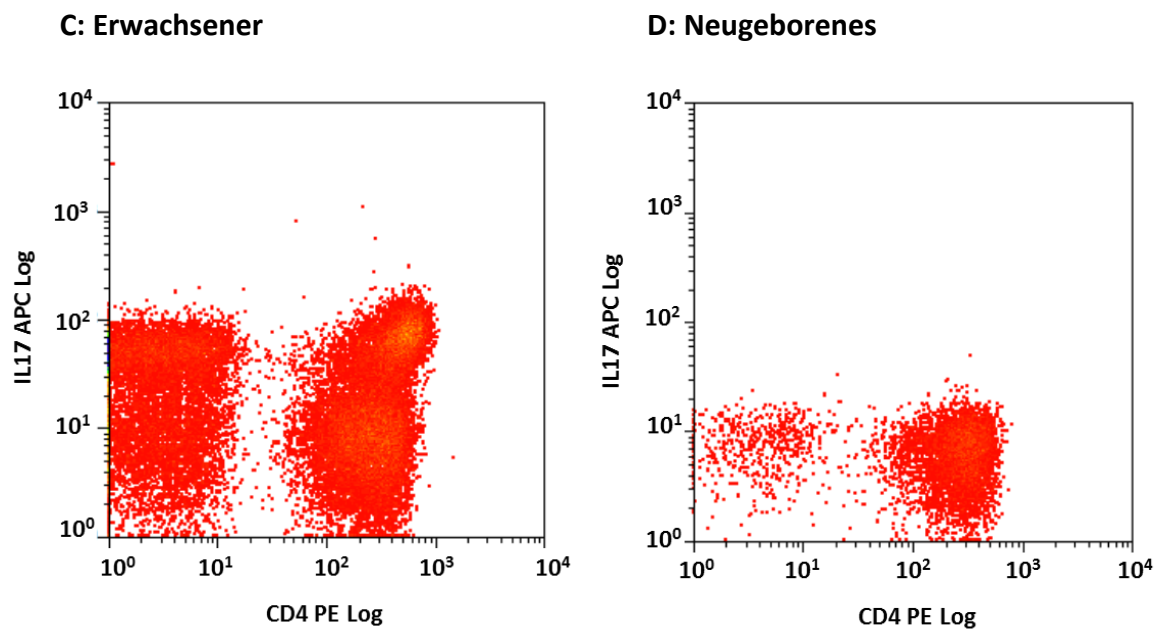 C: Erwachsener
D: Neugeborenes
10⁴
10³
10²
10¹
10⁰
IL17 APC Log
10⁰ 10¹ 10² 10³ 10⁴
CD4 PE Log
10⁴
10³
10²
10¹
10⁰
IL17 APC Log
10⁰ 10¹ 10² 10³ 10⁴
CD4 PE Log